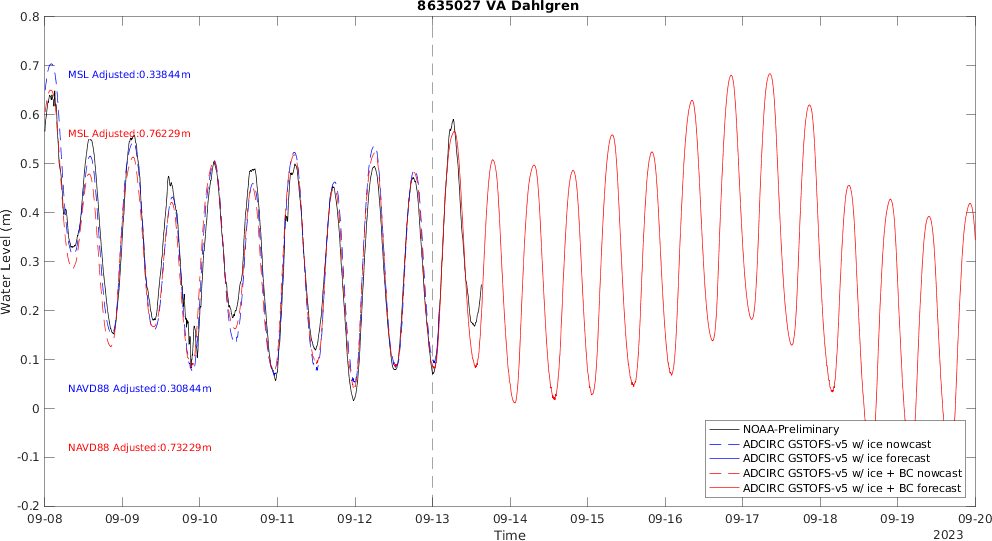 8635027 VA Dahlgren
0.8
0.7
0.6
0.5
0.4
0.3
0.2
0.1
0
-0.1
-0.2
Water Level (m)
MSL Adjusted:0.33844m
MSL Adjusted:0.76229m
NAVD88 Adjusted:0.30844m
NAVD88 Adjusted:0.73229m
NOAA-Preliminary
ADCIRC GSTOFS-v5 w/ ice nowcast
ADCIRC GSTOFS-v5 w/ ice forecast
ADCIRC GSTOFS-v5 w/ ice + BC nowcast
ADCIRC GSTOFS-v5 w/ ice + BC forecast
09-08 09-09 09-10 09-11 09-12 09-13 09-14 09-15 09-16 09-17 09-18 09-19 09-20
Time
2023